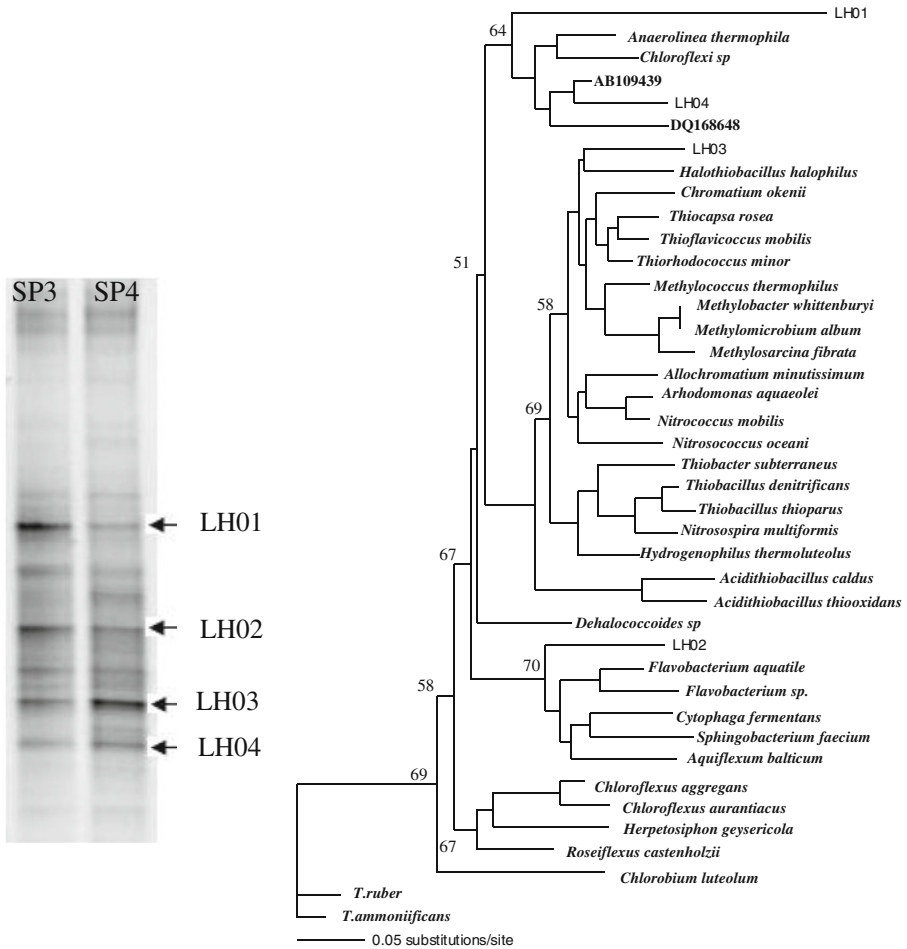 SP3 SP4
LH01
LH02
LH03
LH04
64
LH01
Anaerolinea thermophila
Chloroflexi sp
AB109439
LH04
DQ168648
LH03
Halothiobacillus halophilus
Chromatium okenii
Thiocapsa rosea
Thioflavicoccus mobilis
Thiorhodococcus minor
51
Methylococcus thermophilus
58
Methylobacter whittenburyi
Methylomicrobium album
Methylosarcina fibrata
Allochromatium minutissimum
Arhodomonas aquaeolei
69
Nitrococcus mobilis
Nitrosococcus oceani
Thiobacter subterraneus
Thiobacillus denitrificans
Thiobacillus thioparus
Nitrosospira multiformis
67
Hydrogenophilus thermoluteolus
Acidithiobacillus caldus
Acidithiobacillus thiooxidans
Dehalococcoides sp
LH02
70
Flavobacterium aquatile
58
Flavobacterium sp.
Cytophaga fermentans
Sphingobacterium faecium
Aquiflexum balticum
69
Chloroflexus aggregans
Chloroflexus aurantiacus
Herpetosiphon geysericola
67
Roseiflexus castenholzii
Chlorobium luteolum
T.ruber
T.ammoniificans
0.05 substitutions/site